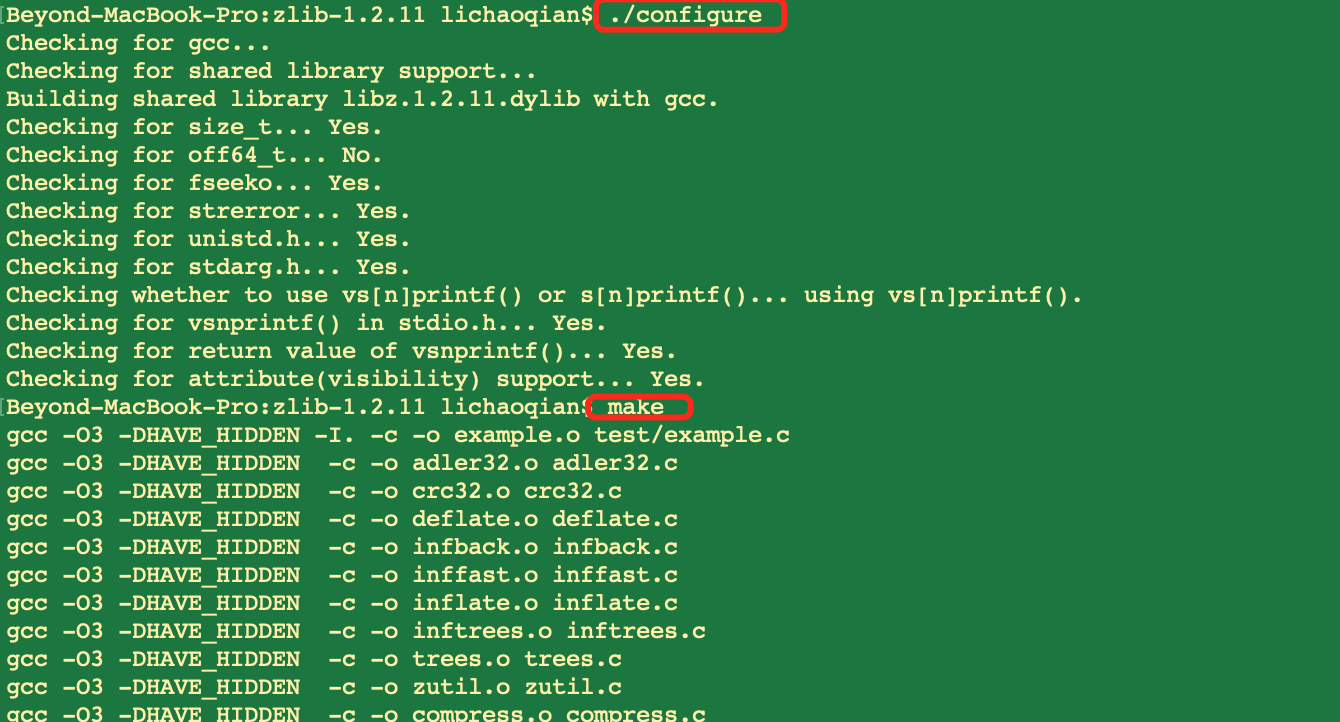 [Beyond-MacBook-Pro:zlib-1.2.11 lichaoqian$ ./configure
Checking for gcc...
Checking for shared library support...
Building shared library libz.1.2.11.dylib with gcc.
Checking for size_t... Yes.
Checking for off64_t... No.
Checking for fseeko... Yes.
Checking for strerror... Yes.
Checking for unistd.h... Yes.
Checking for stdarg.h... Yes.
Checking whether to use vs[n]printf() or s[n]printf()... using vs[n]printf().
Checking for vsnprintf() in stdio.h... Yes.
Checking for return value of vsnprintf()... Yes.
Checking for attribute(visibility) support... Yes.
[Beyond-MacBook-Pro:zlib-1.2.11 lichaoqian$ make
gcc -O3 -DHAVE_HIDDEN -I. -c -o example.o test/example.c
gcc -O3 -DHAVE_HIDDEN  -c -o adler32.o adler32.c
gcc -O3 -DHAVE_HIDDEN  -c -o crc32.o crc32.c
gcc -O3 -DHAVE_HIDDEN  -c -o deflate.o deflate.c
gcc -O3 -DHAVE_HIDDEN  -c -o infback.o infback.c
gcc -O3 -DHAVE_HIDDEN  -c -o inffast.o inffast.c
gcc -O3 -DHAVE_HIDDEN  -c -o inflate.o inflate.c
gcc -O3 -DHAVE_HIDDEN  -c -o inftrees.o inftrees.c
gcc -O3 -DHAVE_HIDDEN  -c -o trees.o trees.c
gcc -O3 -DHAVE_HIDDEN  -c -o zutil.o zutil.c
gcc -O3 -DHAVE_HIDDEN  -c -o compress.o compress.c